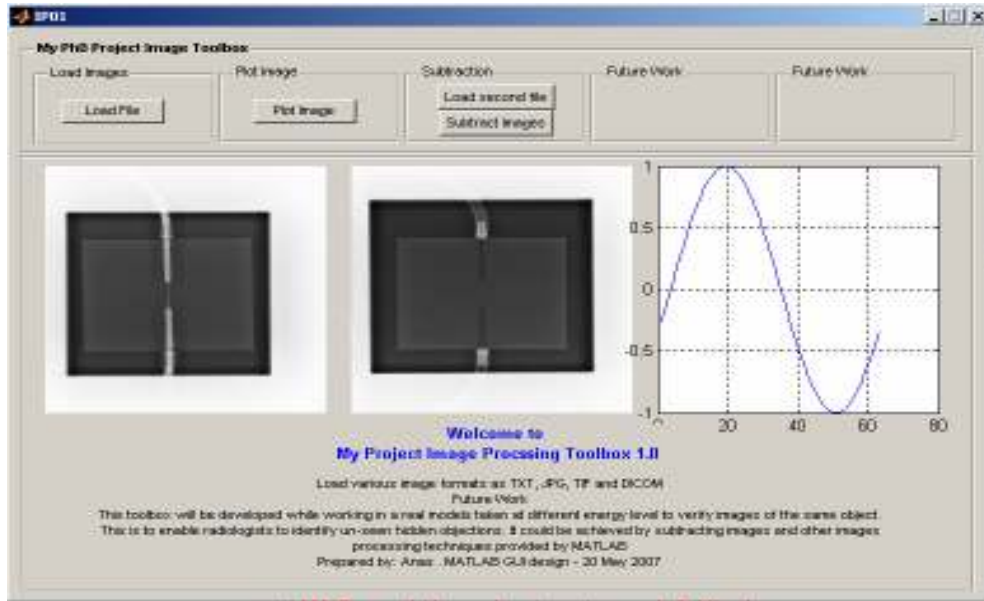 IP01
My PhD Project Image Toolbox
Load Images
Plot Image
Subtraction
Future Work
Future Work
Load File
Plot Image
Load second file
Subtract Images
1
0.5
0
-0.5
-1
0
20
40
60
80
Welcome to
My Project Image Procssing Toolbox 1.0
Load various image formats as TXT, JPG, TIF and DICOM
Future Work
This toolbox will be developed while working in a real models taken at different energy level to verify images of the same object.
This is to enable radiologists to identify un-seen hidden objections. It could be achieved by subtracting images and other images
processing techniques provided by MATLAB
Prepared by: Anas . MATLAB GUI design - 20 May 2007